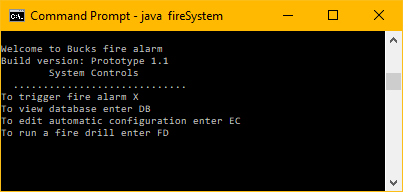 Command Prompt - java  fireSystem
Welcome to Bucks fire alarm
Build version: Prototype 1.1
System Controls
.............................
To trigger fire alarm X
To view database enter DB
To edit automatic configuration enter EC
To run a fire drill enter FD